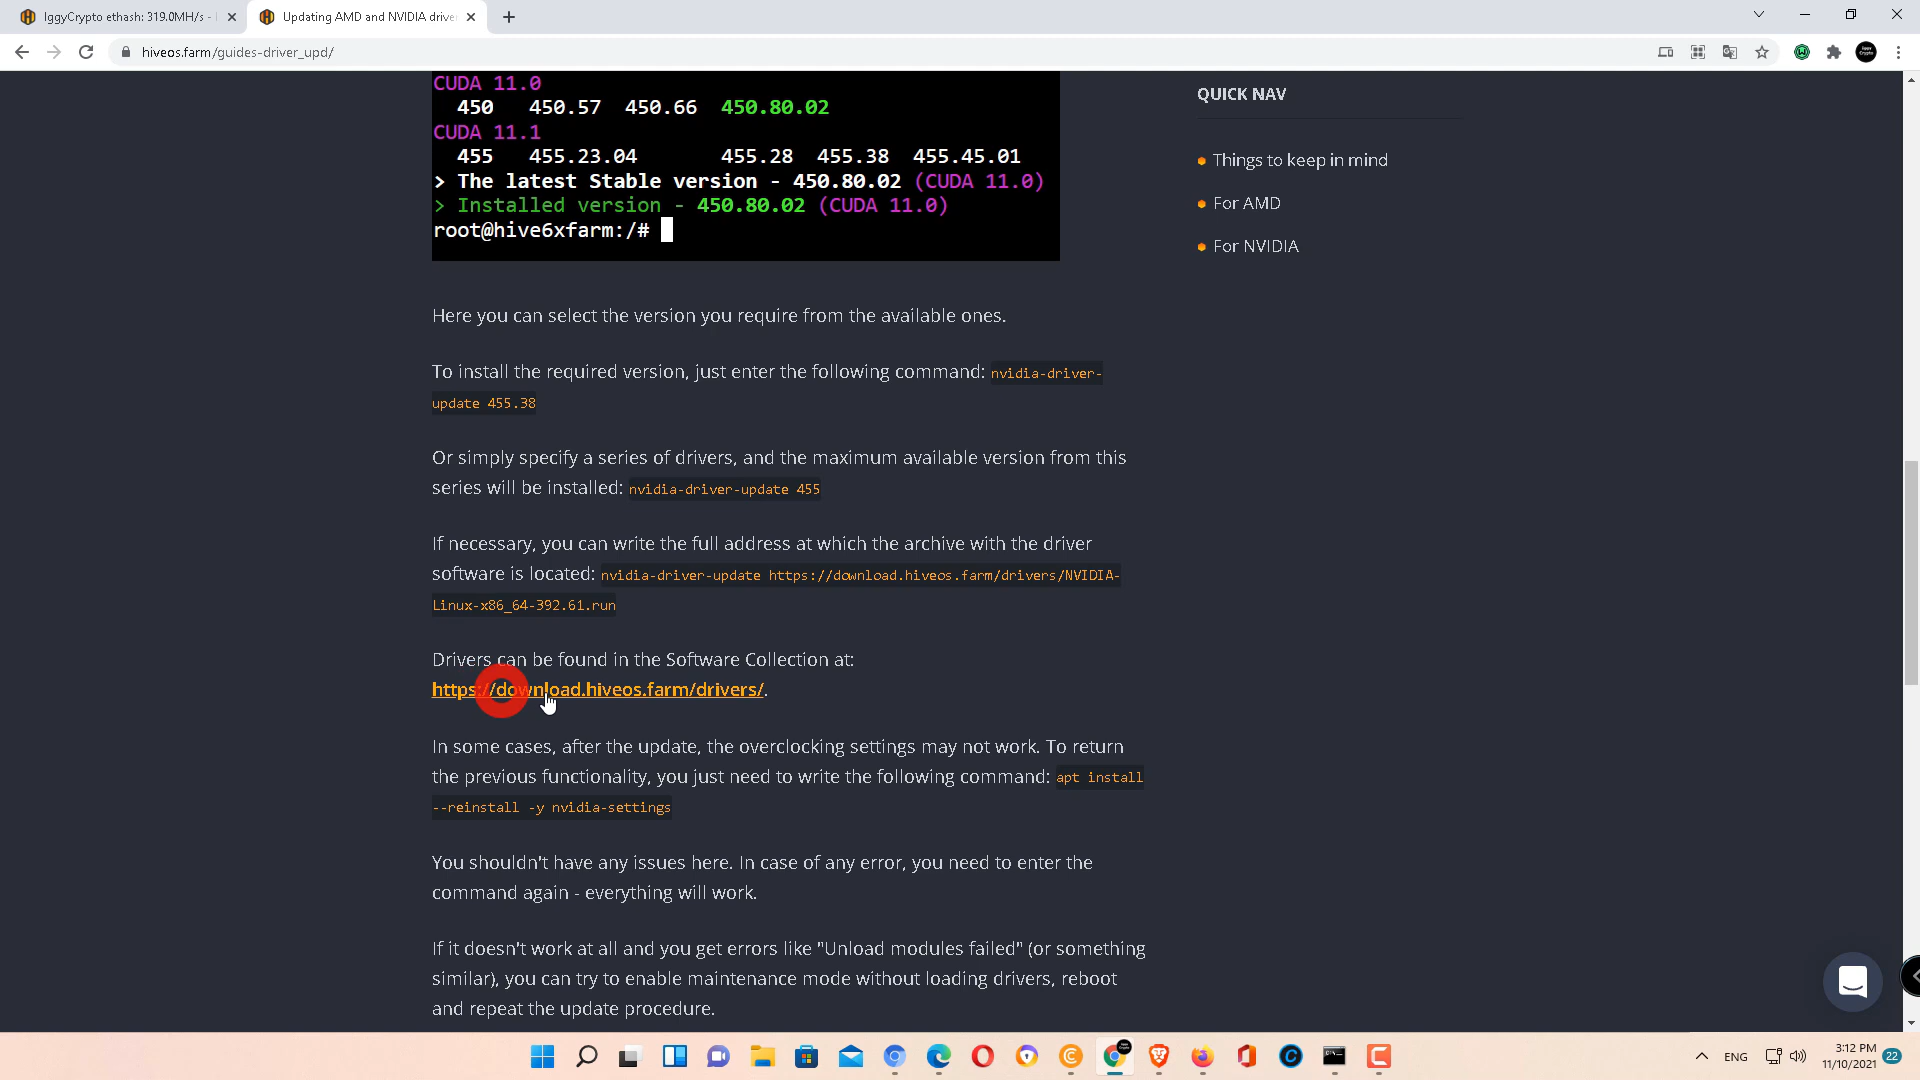 IggyCrypto ethash: 319.0MH/s -
Updating AMD and NVIDIA drive
hiveos.farm/guides-driver_upd/
CUDA 11.0
450 450.57 450.66 450.80.02
CUDA 11.1
455 455.23.04 455.28 455.38 455.45.01
> The latest Stable version - 450.80.02 (CUDA 11.0)
> Installed version - 450.80.02 (CUDA 11.0)
root@hive6xfarm:/#
QUICK NAV
Things to keep in mind
For AMD
For NVIDIA
Here you can select the version you require from the available ones.
To install the required version, just enter the following command: nvidia-driver-
update 455.38
Or simply specify a series of drivers, and the maximum available version from this
series will be installed: nvidia-driver-update 455
If necessary, you can write the full address at which the archive with the driver
software is located: nvidia-driver-update https://download.hiveos.farm/drivers/NVIDIA-
Linux-x86_64-392.61.run
Drivers can be found in the Software Collection at:
https://download.hiveos.farm/drivers/.
In some cases, after the update, the overclocking settings may not work. To return
the previous functionality, you just need to write the following command: apt install
--reinstall -y nvidia-settings
You shouldn't have any issues here. In case of any error, you need to enter the
command again - everything will work.
If it doesn't work at all and you get errors like "Unload modules failed" (or something
similar), you can try to enable maintenance mode without loading drivers, reboot
and repeat the update procedure.
ENG
3:12 PM
11/10/2021
22